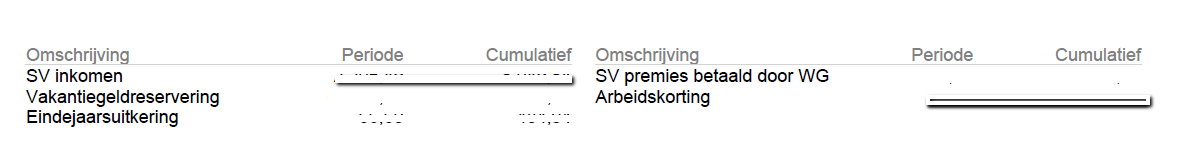 Omschrijving Periode Cumulatief Omschrijving Periode Cumulatief
SV inkomen SV premies betaald door WG
Vakantiegeldreservering Arbeidskorting
Eindejaarsuitkering